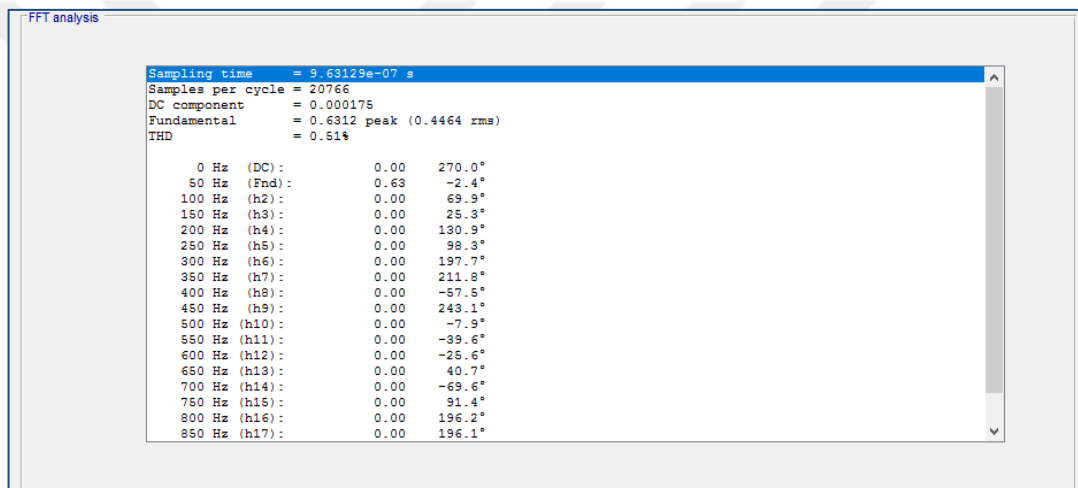 FFT analysis
Sampling time = 9.63129e-07 s
Samples per cycle = 20766
DC component = 0.000175
Fundamental = 0.6312 peak (0.4464 rms)
THD = 0.51%
0 Hz (DC): 0.00 270.0°
50 Hz (Fnd): 0.63 -2.4°
100 Hz (h2): 0.00 69.9°
150 Hz (h3): 0.00 25.3°
200 Hz (h4): 0.00 130.9°
250 Hz (h5): 0.00 98.3°
300 Hz (h6): 0.00 197.7°
350 Hz (h7): 0.00 211.8°
400 Hz (h8): 0.00 -57.5°
450 Hz (h9): 0.00 243.1°
500 Hz (h10): 0.00 -7.9°
550 Hz (h11): 0.00 -39.6°
600 Hz (h12): 0.00 -25.6°
650 Hz (h13): 0.00 40.7°
700 Hz (h14): 0.00 -69.6°
750 Hz (h15): 0.00 91.4°
800 Hz (h16): 0.00 196.2°
850 Hz (h17): 0.00 196.1°